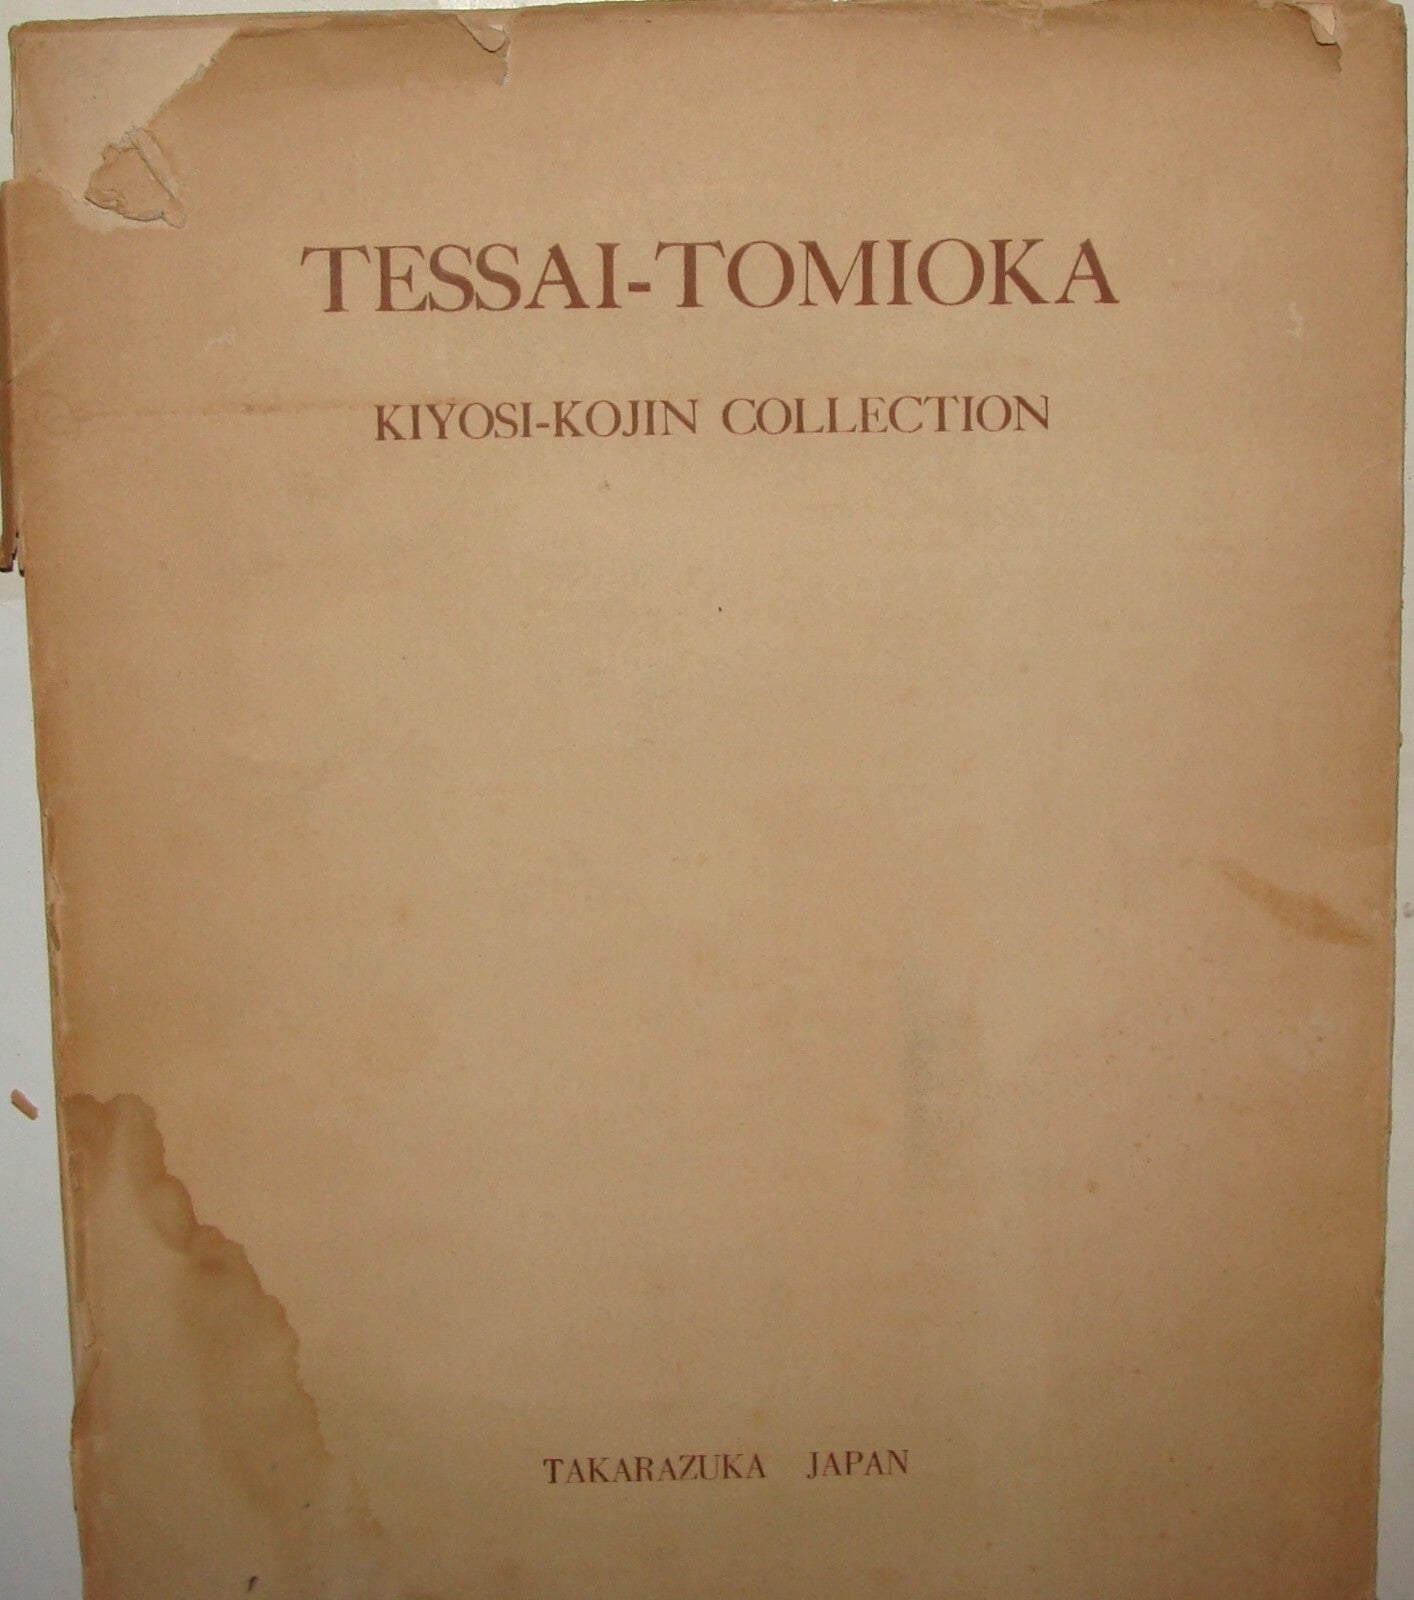 TESSAI-TOMIOKA
KIYOSI-KOJIN COLLECTION
TAKARAZUKA JAPAN